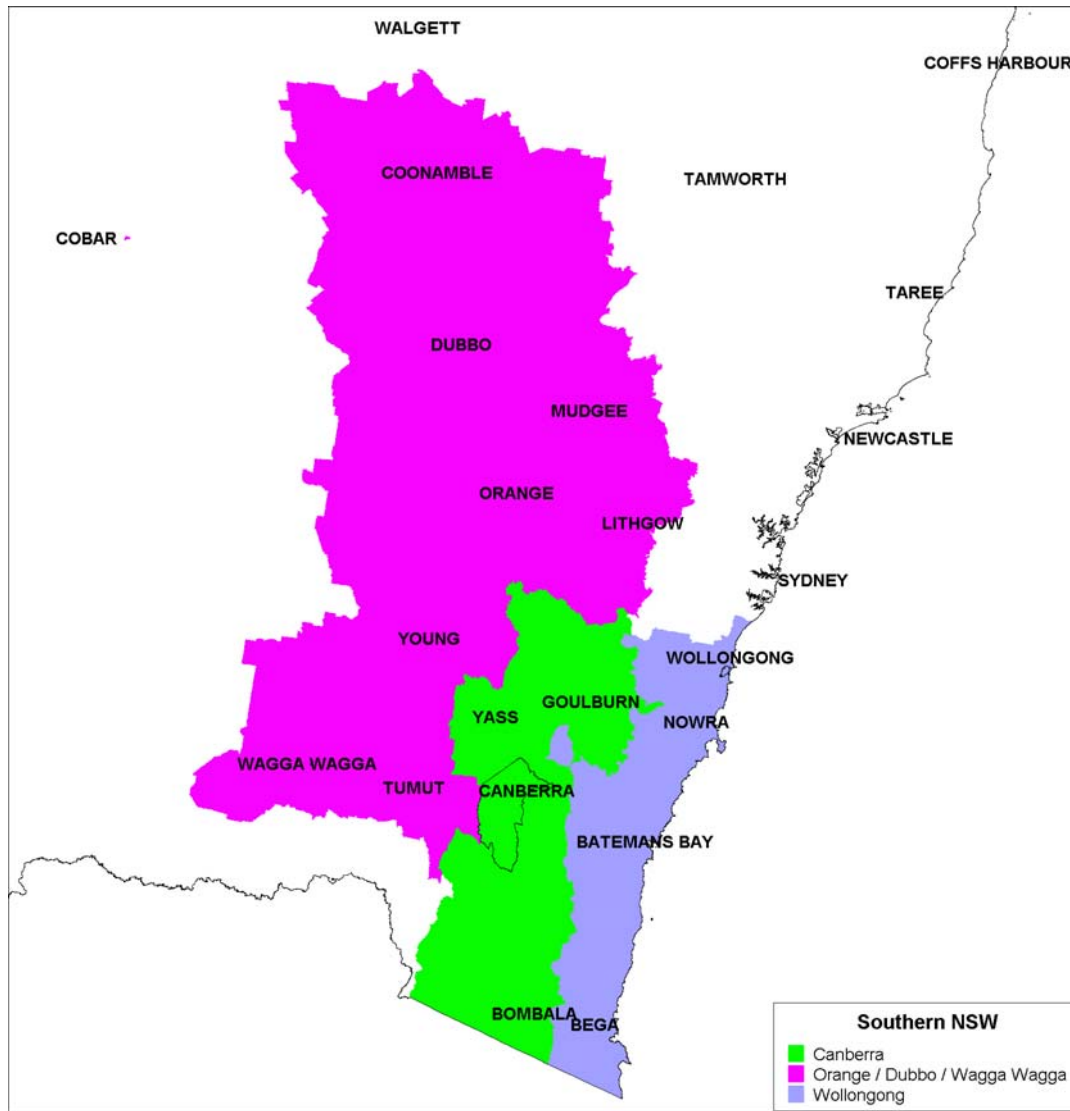 WALGETT
COFFS HARBOUR
COONAMBLE
TAMWORTH
COBAR
TAREE
DUBBO
MUDGEE
NEWCASTLE
ORANGE
LITHGOW
SYDNEY
YOUNG
WOLLONGONG
GOULBURN
YASS
NOWRA
WAGGA WAGGA
TUMUT
CANBERRA
BATEMANS BAY
BOMBALA
BEGA
Southern NSW
Canberra
Orange / Dubbo / Wagga Wagga
Wollongong